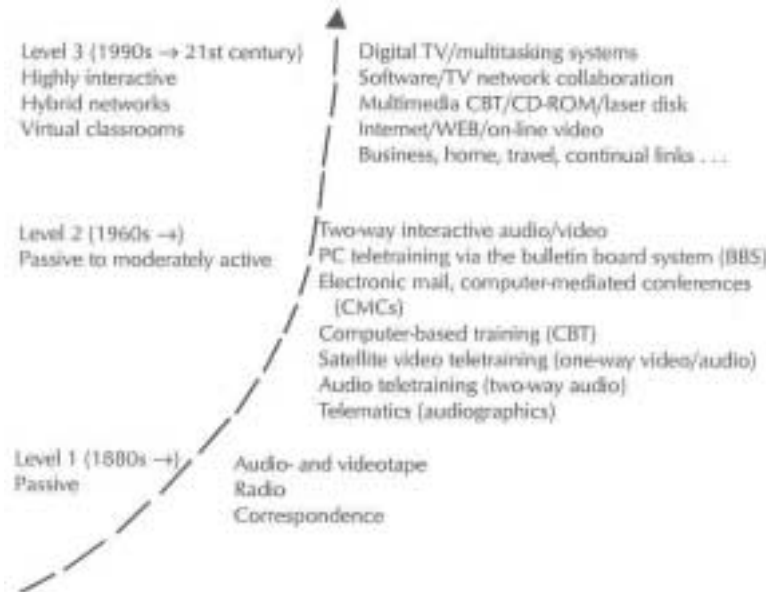 Level 3 (1990s → 21st century)
Highly interactive
Hybrid networks
Virtual classrooms
Digital TV/multitasking systems
Software/TV network collaboration
Multimedia CBT/CD-ROM/laser disk
Internet/WEB/on-line video
Business, home, travel, continual links . . .
Level 2 (1960s →)
Passive to moderately active
Two-way interactive audio/video
PC teletraining via the bulletin board system (BBS)
Electronic mail, computer-mediated conferences
(CMCs)
Computer-based training (CBT)
Satellite video teletraining (one-way video/audio)
Audio teletraining (two-way audio)
Telematics (audiographics)
Level 1 (1880s →)
Passive
Audio- and videotape
Radio
Correspondence